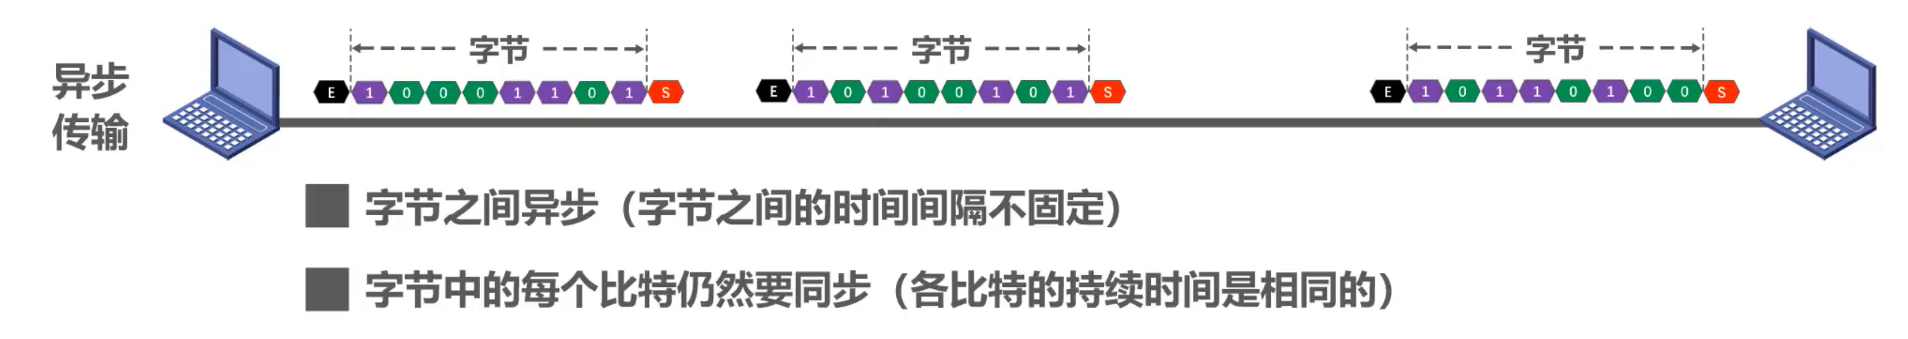 异步
传输
字节
字节
字节
E 1 0 0 0 1 1 0 1 S
E 1 0 1 0 0 1 0 1 S
E 1 0 1 1 0 1 0 0 S
字节之间异步（字节之间的时间间隔不固定）
字节中的每个比特仍然要同步（各比特的持续时间是相同的）